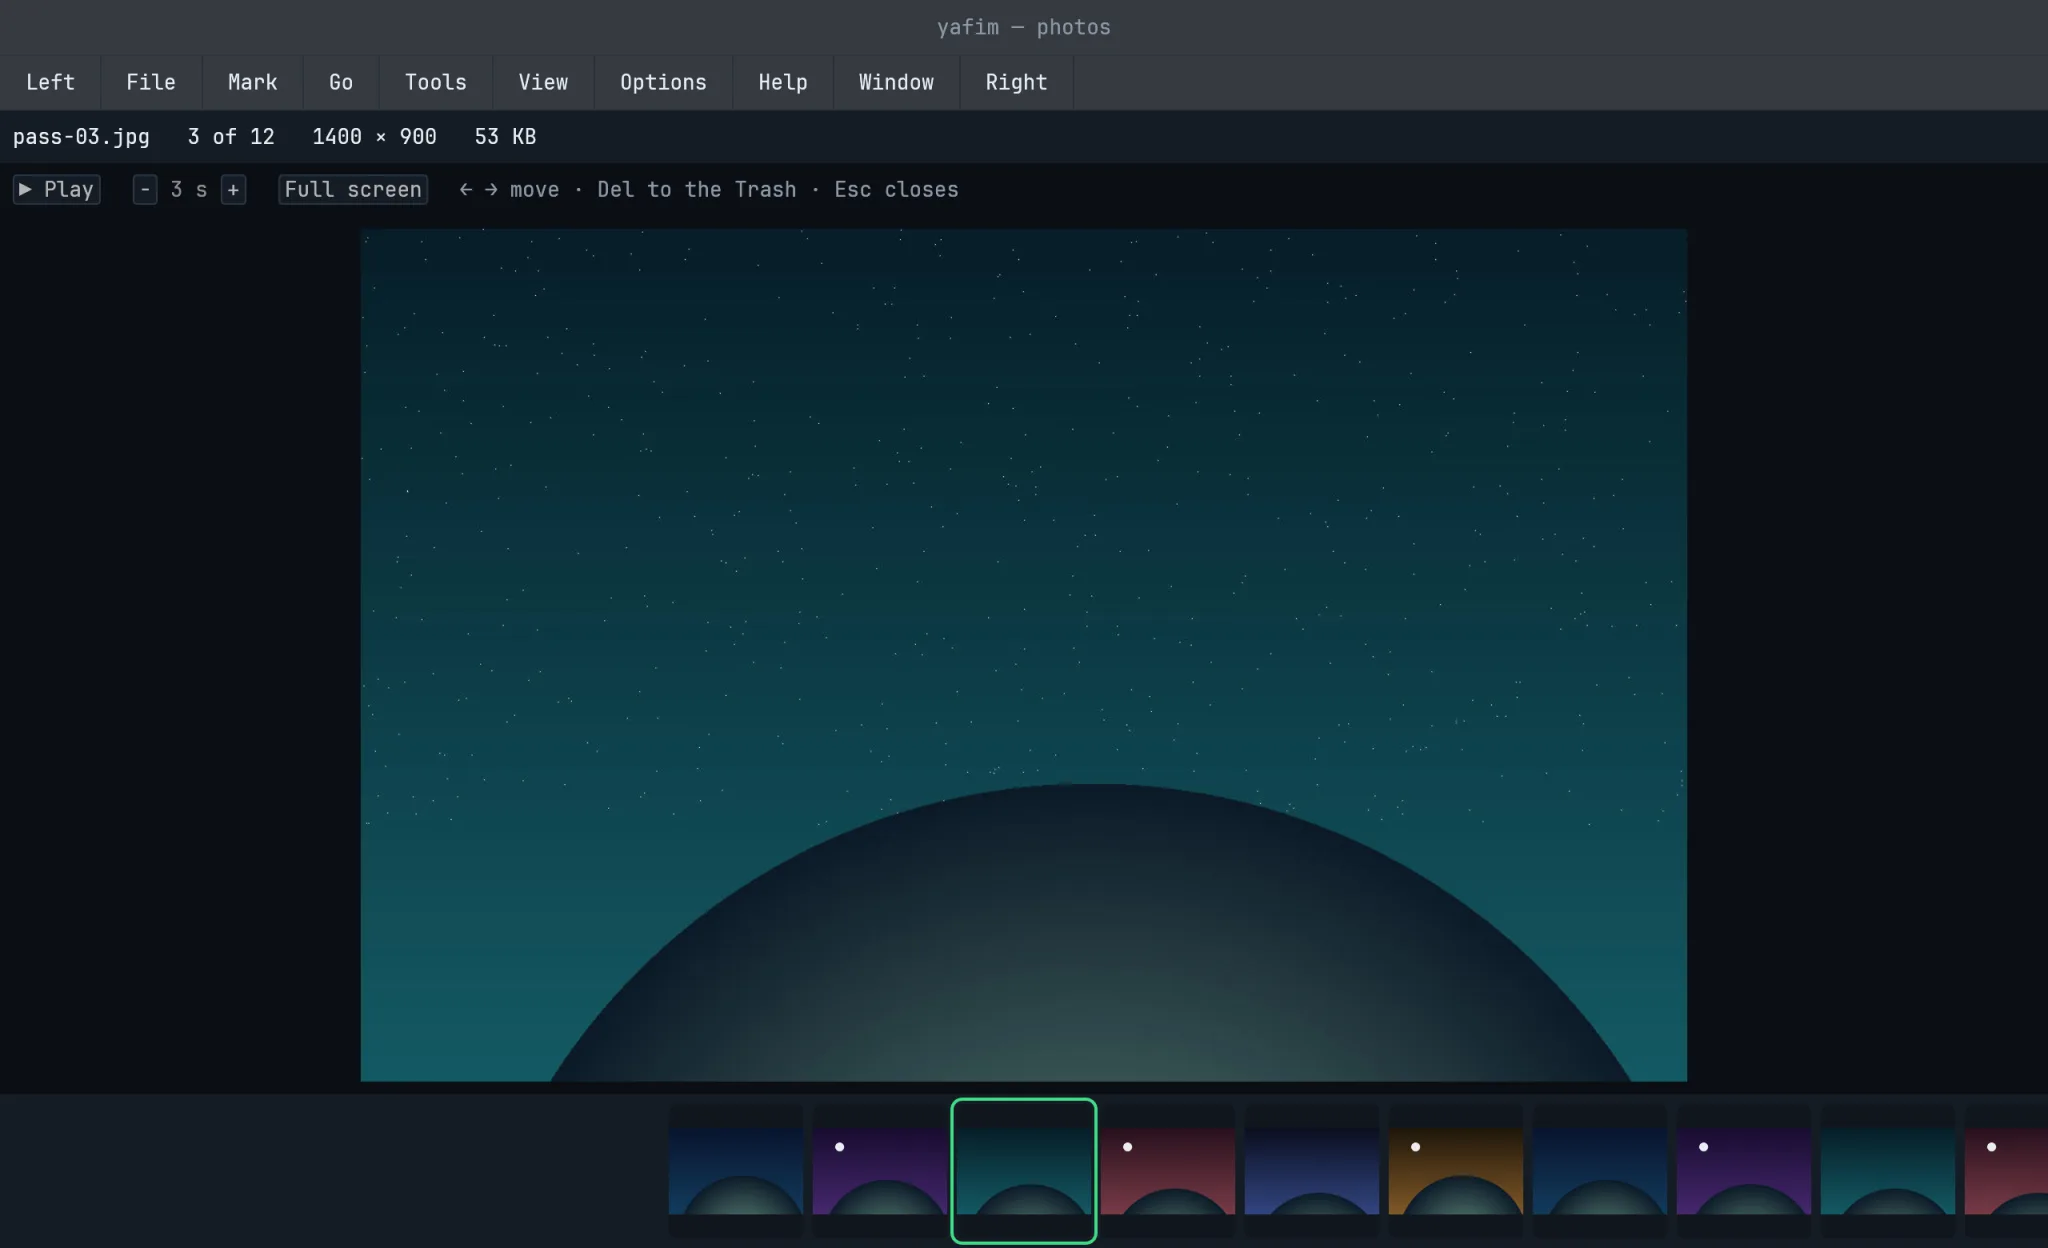 yafim — photos
Left File Mark Go Tools View Options Help Window Right
pass-03.jpg 3 of 12 1400 × 900 53 KB
▶ Play - 3 s + Full screen ← → move · Del to the Trash · Esc closes